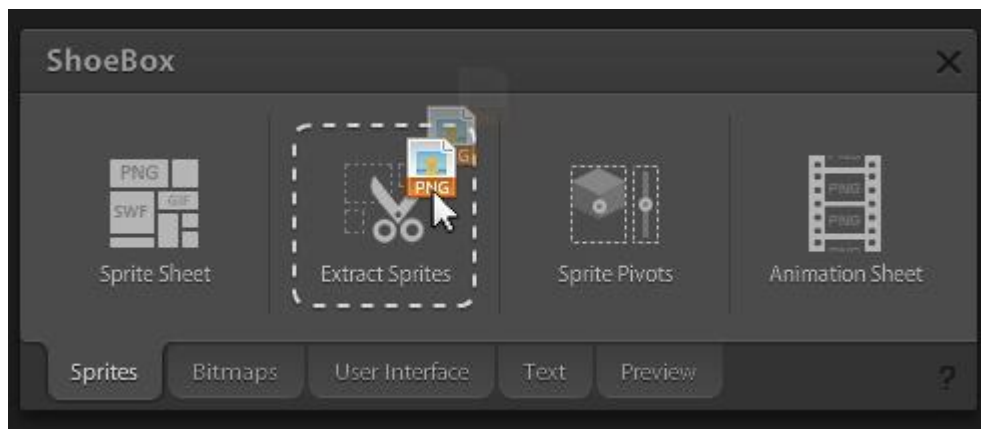 ShoeBox
PNG
SWF
GIF
PNG
PNG
PNG
Sprite Sheet
Extract Sprites
Sprite Pivots
Animation Sheet
Sprites
Bitmaps
User Interface
Text
Preview
?